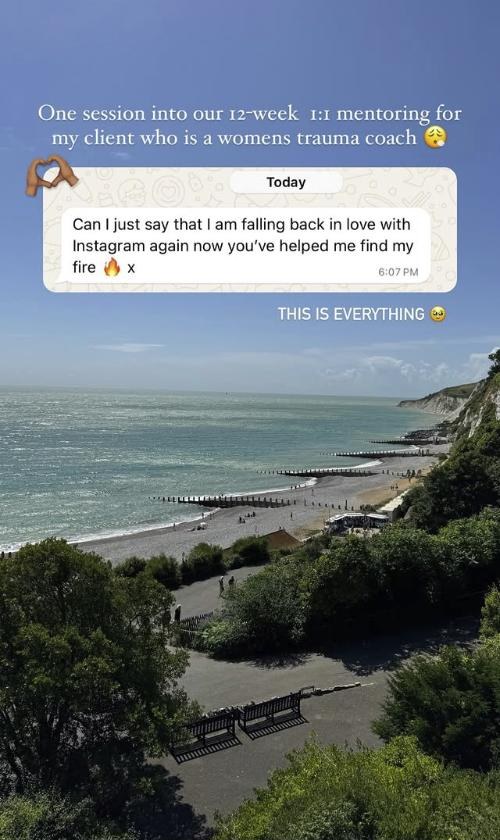 One session into our 12-week 1:1 mentoring for
my client who is a womens trauma coach 😮‍💨
Today
Can I just say that I am falling back in love with
Instagram again now you've helped me find my
fire 🔥 x
6:07 PM
THIS IS EVERYTHING 🥹